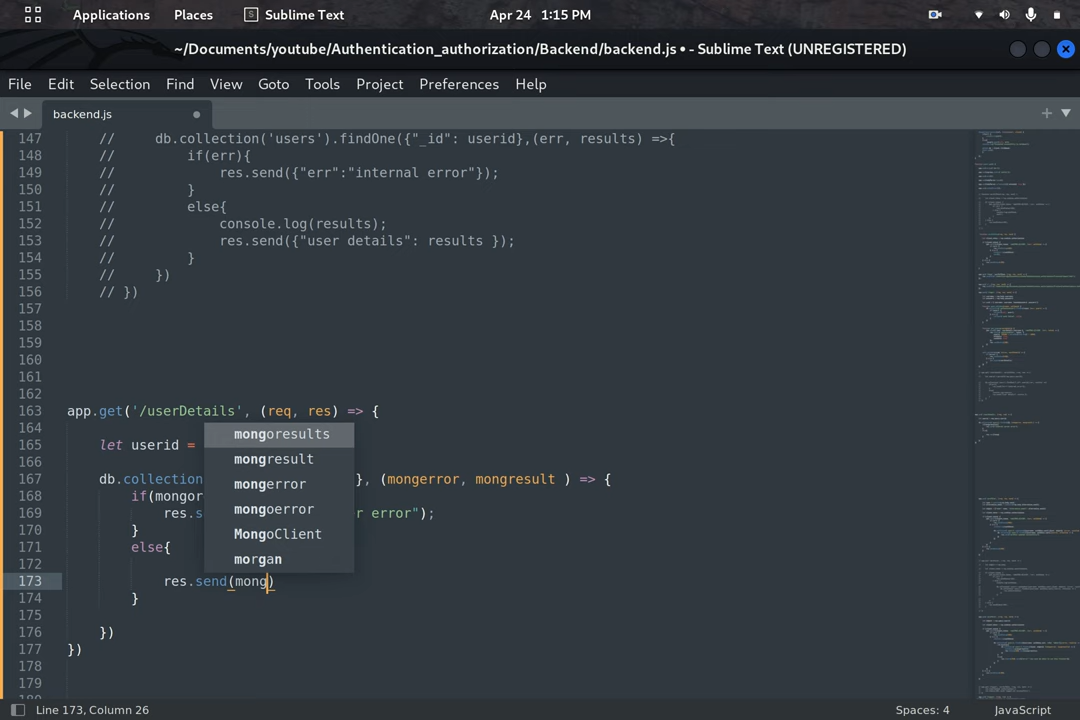 Applications Places S Sublime Text Apr 24 1:15 PM
~/Documents/youtube/Authentication_authorization/Backend/backend.js • - Sublime Text (UNREGISTERED)
File Edit Selection Find View Goto Tools Project Preferences Help
backend.js
147 // db.collection('users').findOne({"_id": userid},(err, results) =>{
148 // if(err){
149 // res.send({"err":"internal error"});
150 // }
151 // else{
152 // console.log(results);
153 // res.send({"user details": results });
154 // }
155 // })
156 // })
157
158
159
160
161
162
163 app.get('/userDetails', (req, res) => {
164
165 let userid =
166
167 db.collection }, (mongerror, mongresult ) => {
168 if(mongor
169 res.s r error");
170 }
171 else{
172
173 res.send(mong)
174 }
175
176 })
177 })
178
179
mongoresults
mongresult
mongerror
mongoerror
MongoClient
morgan
Line 173, Column 26 Spaces: 4 JavaScript